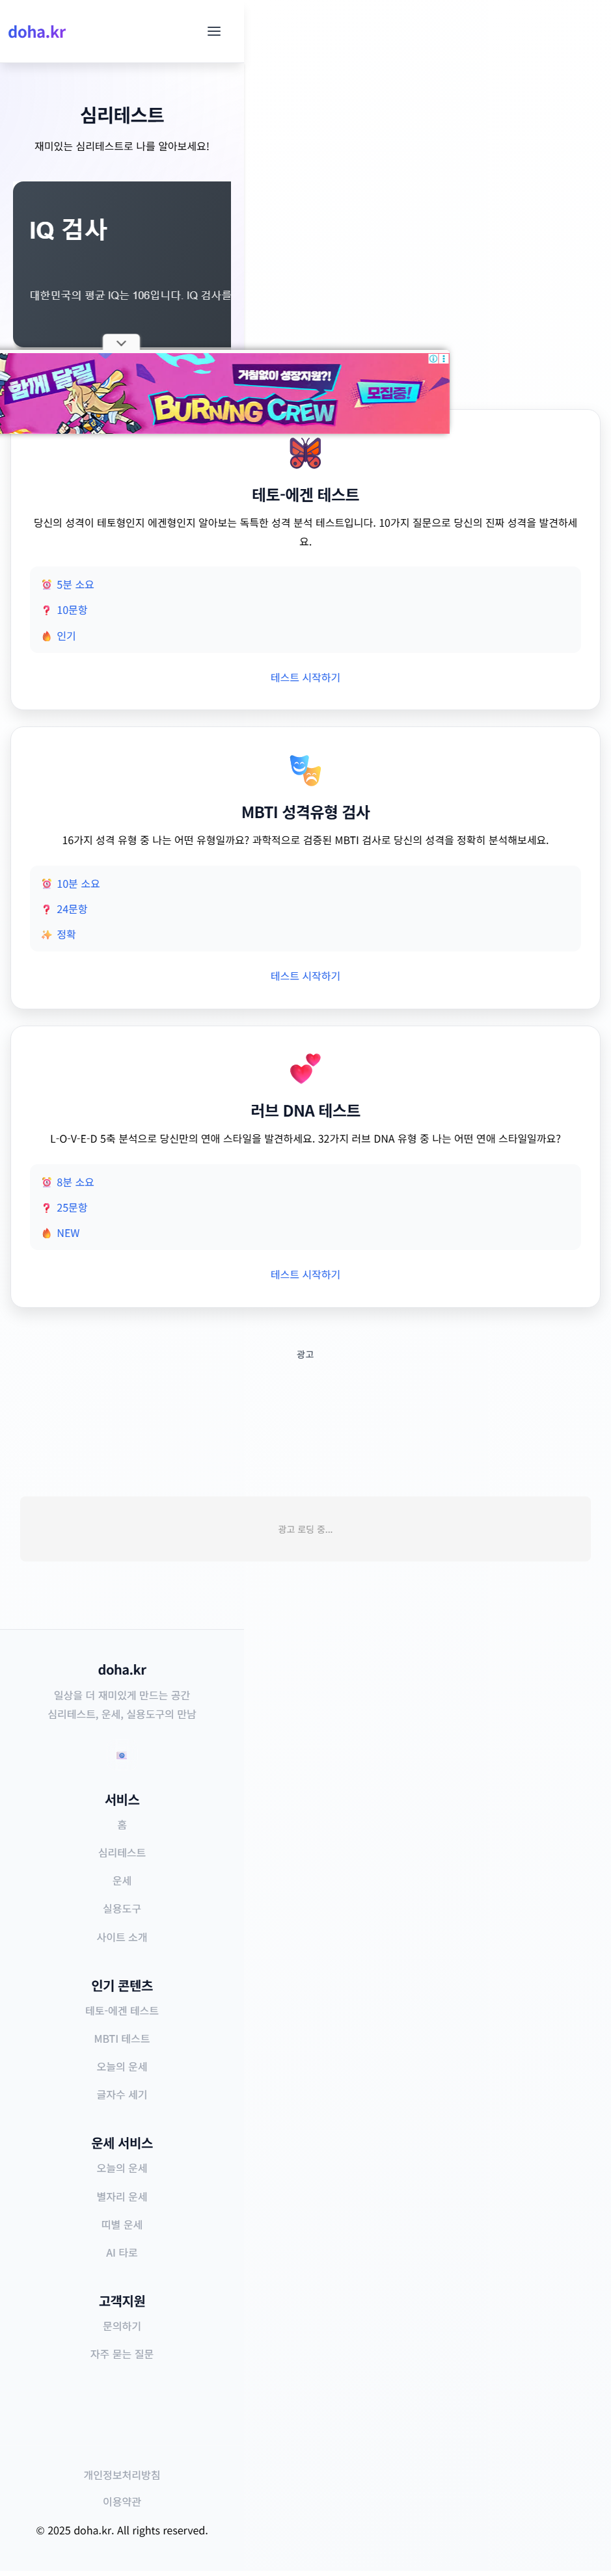 doha.kr
심리테스트
재미있는 심리테스트로 나를 알아보세요!
IQ 검사
대한민국의 평균 IQ는 106입니다. IQ 검사를
함께 달릴
거침없이 성장지원?!
BURNING CREW
모집중!
테토-에겐 테스트
당신의 성격이 테토형인지 에겐형인지 알아보는 독특한 성격 분석 테스트입니다. 10가지 질문으로 당신의 진짜 성격을 발견하세
요.
5분 소요
10문항
인기
테스트 시작하기
MBTI 성격유형 검사
16가지 성격 유형 중 나는 어떤 유형일까요? 과학적으로 검증된 MBTI 검사로 당신의 성격을 정확히 분석해보세요.
10분 소요
24문항
정확
테스트 시작하기
러브 DNA 테스트
L-O-V-E-D 5축 분석으로 당신만의 연애 스타일을 발견하세요. 32가지 러브 DNA 유형 중 나는 어떤 연애 스타일일까요?
8분 소요
25문항
NEW
테스트 시작하기
광고
광고 로딩 중...
doha.kr
일상을 더 재미있게 만드는 공간
심리테스트, 운세, 실용도구의 만남
서비스
홈
심리테스트
운세
실용도구
사이트 소개
인기 콘텐츠
테토-에겐 테스트
MBTI 테스트
오늘의 운세
글자수 세기
운세 서비스
오늘의 운세
별자리 운세
띠별 운세
AI 타로
고객지원
문의하기
자주 묻는 질문
개인정보처리방침
이용약관
© 2025 doha.kr. All rights reserved.